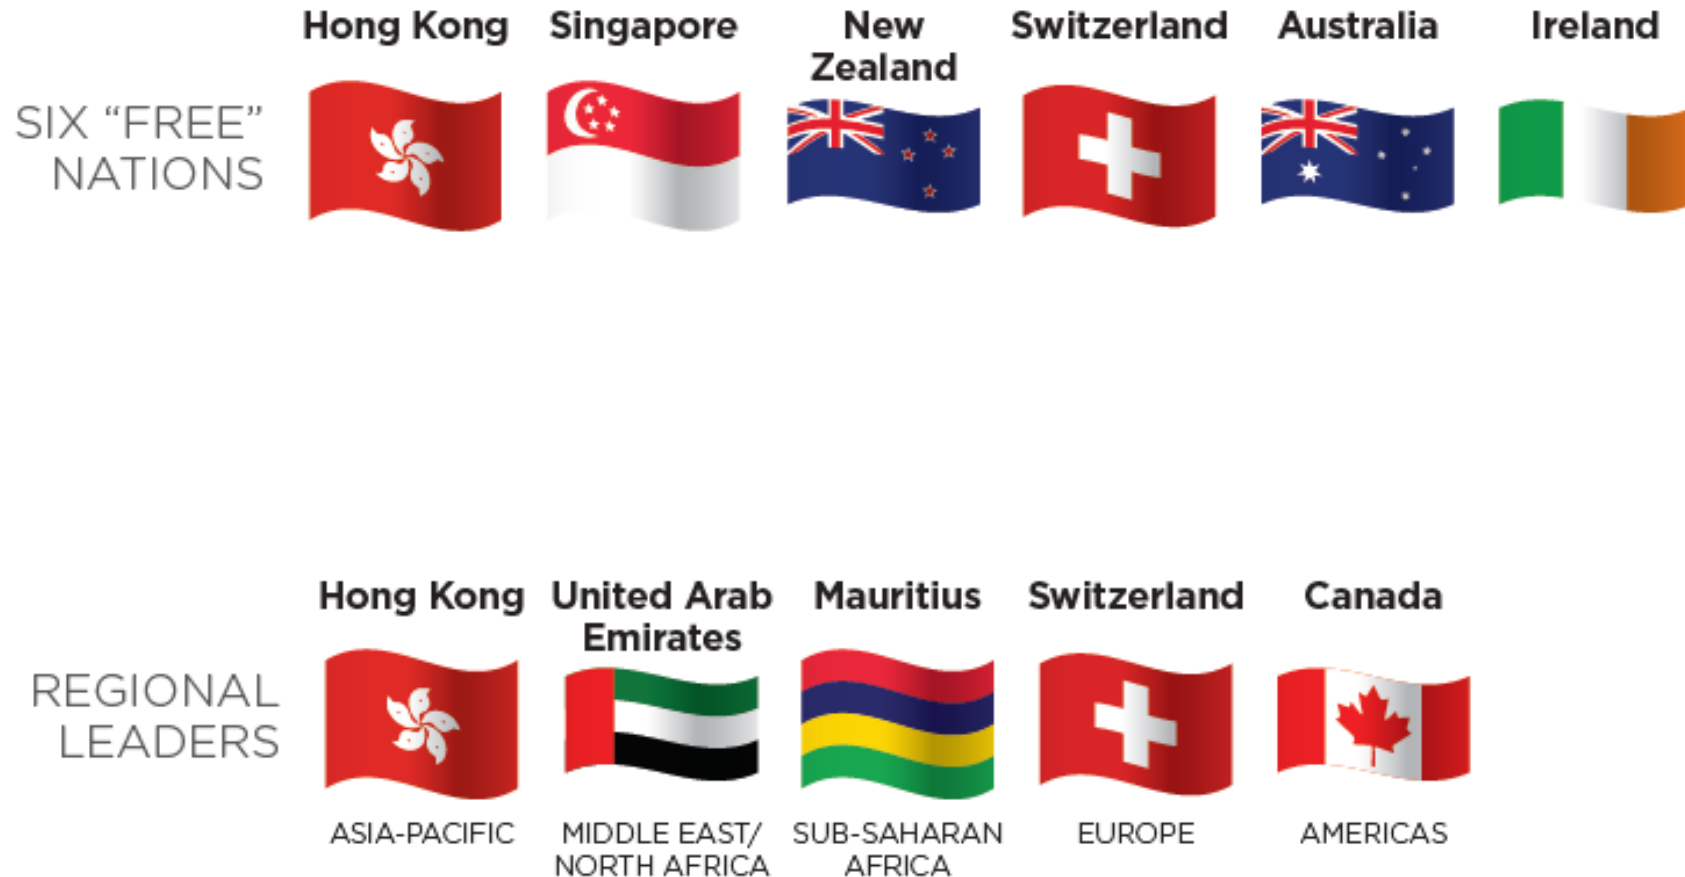 Hong Kong
Singapore
New
Zealand
Switzerland
Australia
Ireland
SIX “FREE”
NATIONS
Hong Kong
United Arab
Emirates
Mauritius
Switzerland
Canada
REGIONAL
LEADERS
ASIA-PACIFIC
MIDDLE EAST/
NORTH AFRICA
SUB-SAHARAN
AFRICA
EUROPE
AMERICAS